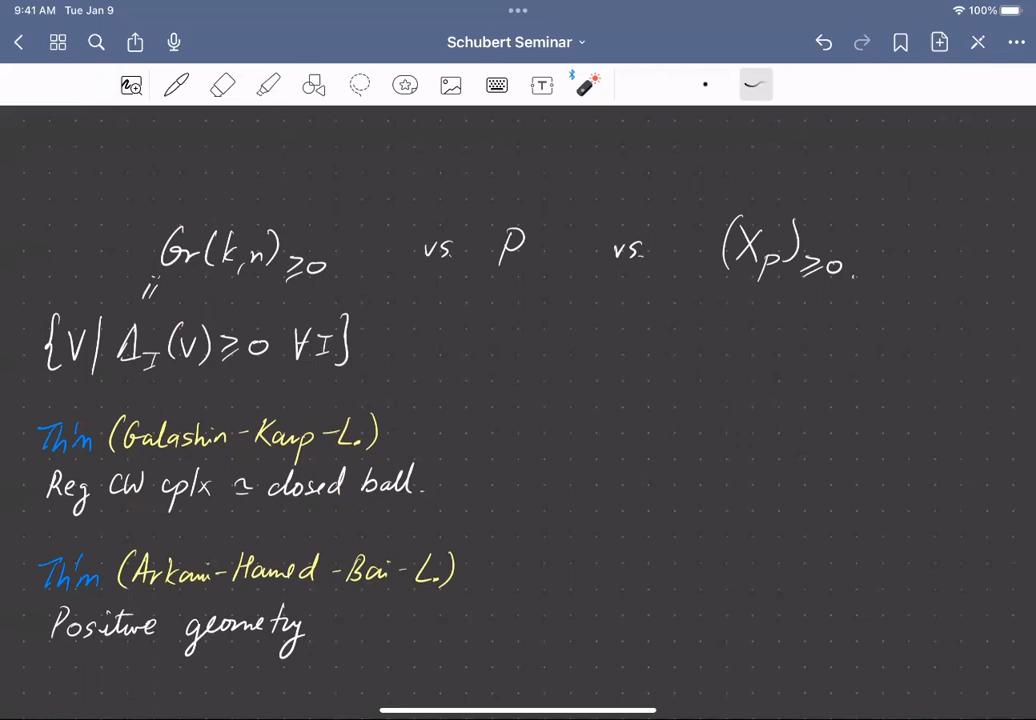 9:41 AM Tue Jan 9
100%
Schubert Seminar
Gr(k,n)≥0 vs. P vs. (X_P)≥0.
=
{V | Δ_I(V) ≥ 0 ∀I}
Th'm (Galashin-Karp-L.)
Reg CW cplx ≃ closed ball.
Th'm (Arkani-Hamed-Bai-L.)
Positive geometry